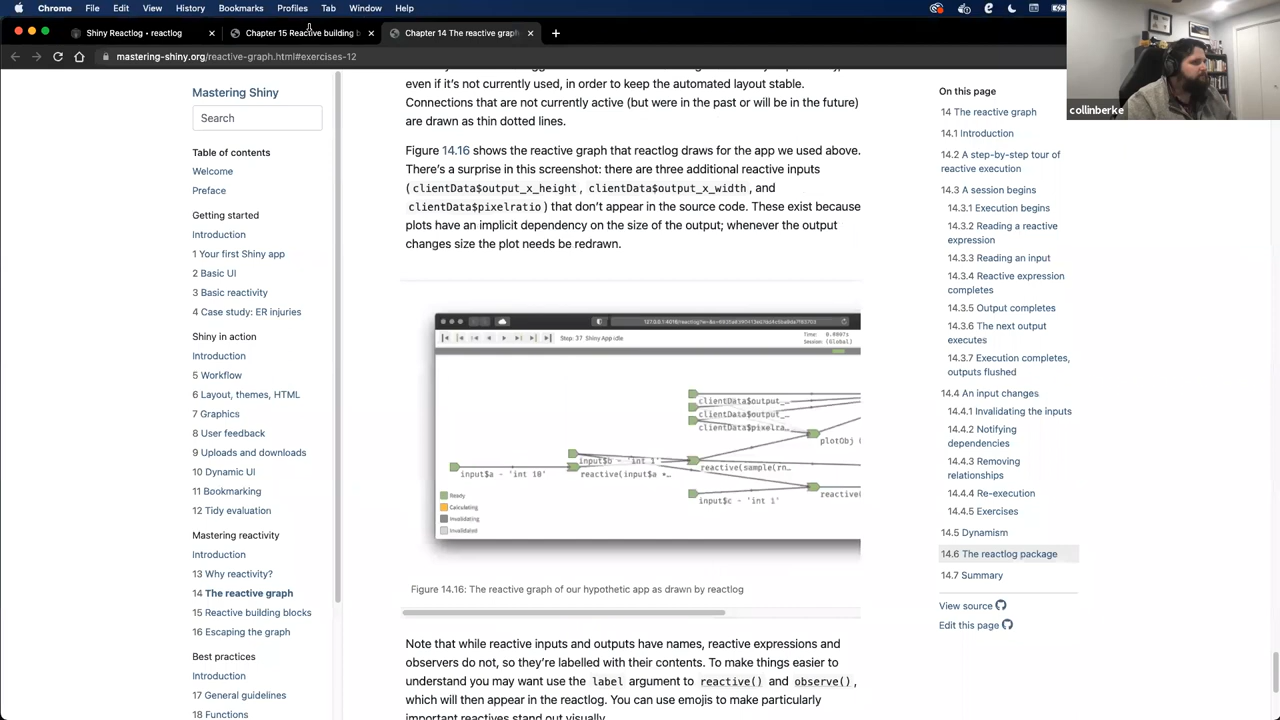 Chrome File Edit View History Bookmarks Profiles Tab Window Help
Shiny Reactlog • reactlog
Chapter 15 Reactive building b
Chapter 14 The reactive graph
mastering-shiny.org/reactive-graph.html#exercises-12
collinberke
Mastering Shiny
Search
Table of contents
Welcome
Preface
Getting started
Introduction
1 Your first Shiny app
2 Basic UI
3 Basic reactivity
4 Case study: ER injuries
Shiny in action
Introduction
5 Workflow
6 Layout, themes, HTML
7 Graphics
8 User feedback
9 Uploads and downloads
10 Dynamic UI
11 Bookmarking
12 Tidy evaluation
Mastering reactivity
Introduction
13 Why reactivity?
14 The reactive graph
15 Reactive building blocks
16 Escaping the graph
Best practices
Introduction
17 General guidelines
18 Functions
even if it's not currently used, in order to keep the automated layout stable.
Connections that are not currently active (but were in the past or will be in the future)
are drawn as thin dotted lines.
Figure 14.16 shows the reactive graph that reactlog draws for the app we used above.
There's a surprise in this screenshot: there are three additional reactive inputs
(clientData$output_x_height, clientData$output_x_width, and
clientData$pixelratio) that don't appear in the source code. These exist because
plots have an implicit dependency on the size of the output; whenever the output
changes size the plot needs be redrawn.
Step: 37 Shiny App Idle
Session (Global)
clientData$output_...
clientData$output_...
clientData$pixelra...
plotObj
input$b - 'int 1'
input$a - 'int 10'
reactive(input$a +...
reactive(sample(rn...
input$c - 'int 1'
reactive(
Ready
Calculating
Invalidating
Invalidated
Figure 14.16: The reactive graph of our hypothetic app as drawn by reactlog
Note that while reactive inputs and outputs have names, reactive expressions and
observers do not, so they're labelled with their contents. To make things easier to
understand you may want use the label argument to reactive() and observe(),
which will then appear in the reactlog. You can use emojis to make particularly
important reactives stand out visually.
On this page
14 The reactive graph
14.1 Introduction
14.2 A step-by-step tour of
reactive execution
14.3 A session begins
14.3.1 Execution begins
14.3.2 Reading a reactive
expression
14.3.3 Reading an input
14.3.4 Reactive expression
completes
14.3.5 Output completes
14.3.6 The next output
executes
14.3.7 Execution completes,
outputs flushed
14.4 An input changes
14.4.1 Invalidating the inputs
14.4.2 Notifying
dependencies
14.4.3 Removing
relationships
14.4.4 Re-execution
14.4.5 Exercises
14.5 Dynamism
14.6 The reactlog package
14.7 Summary
View source
Edit this page